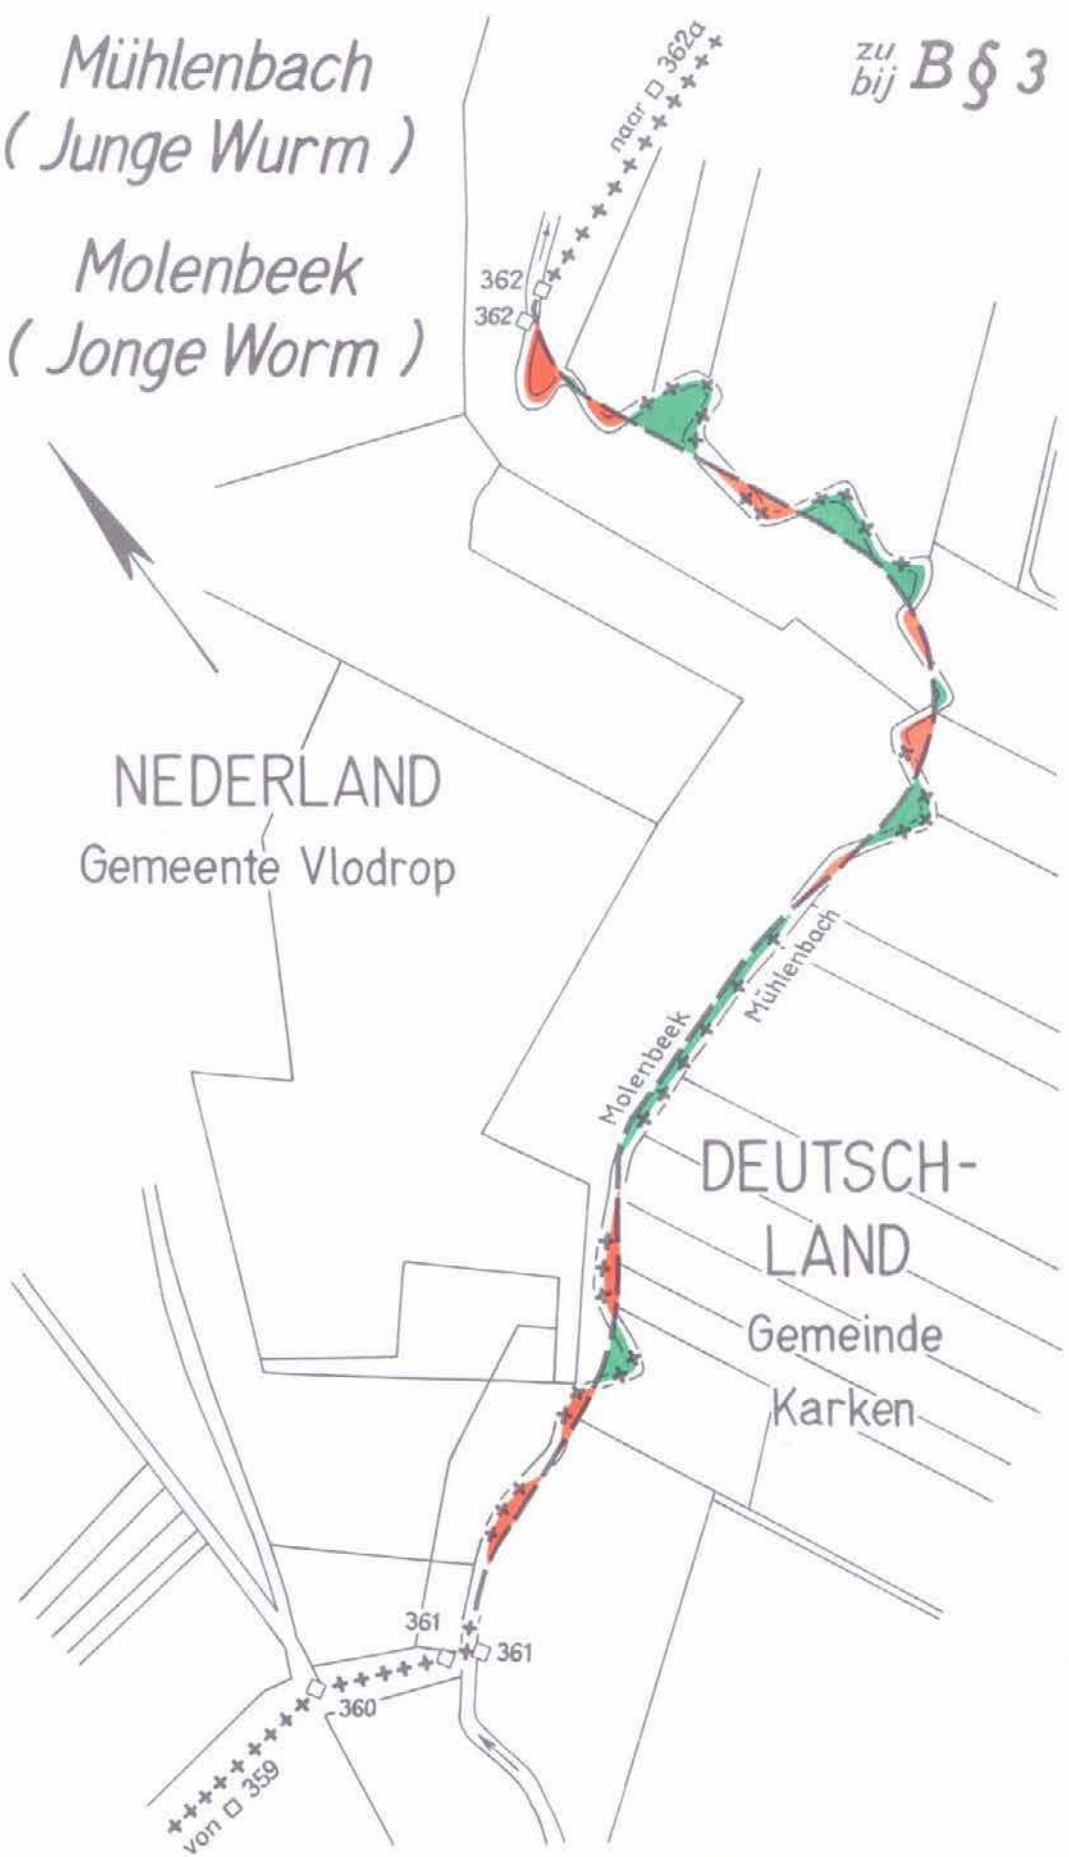 Mühlenbach
( Junge Wurm )
Molenbeek
( Jonge Worm )
zu
bij B § 3
naar 362a
362
362
NEDERLAND
Gemeente Vlodrop
Mühlenbach
Molenbeek
DEUTSCH-
LAND
Gemeinde
Karken
361
361
360
von 359